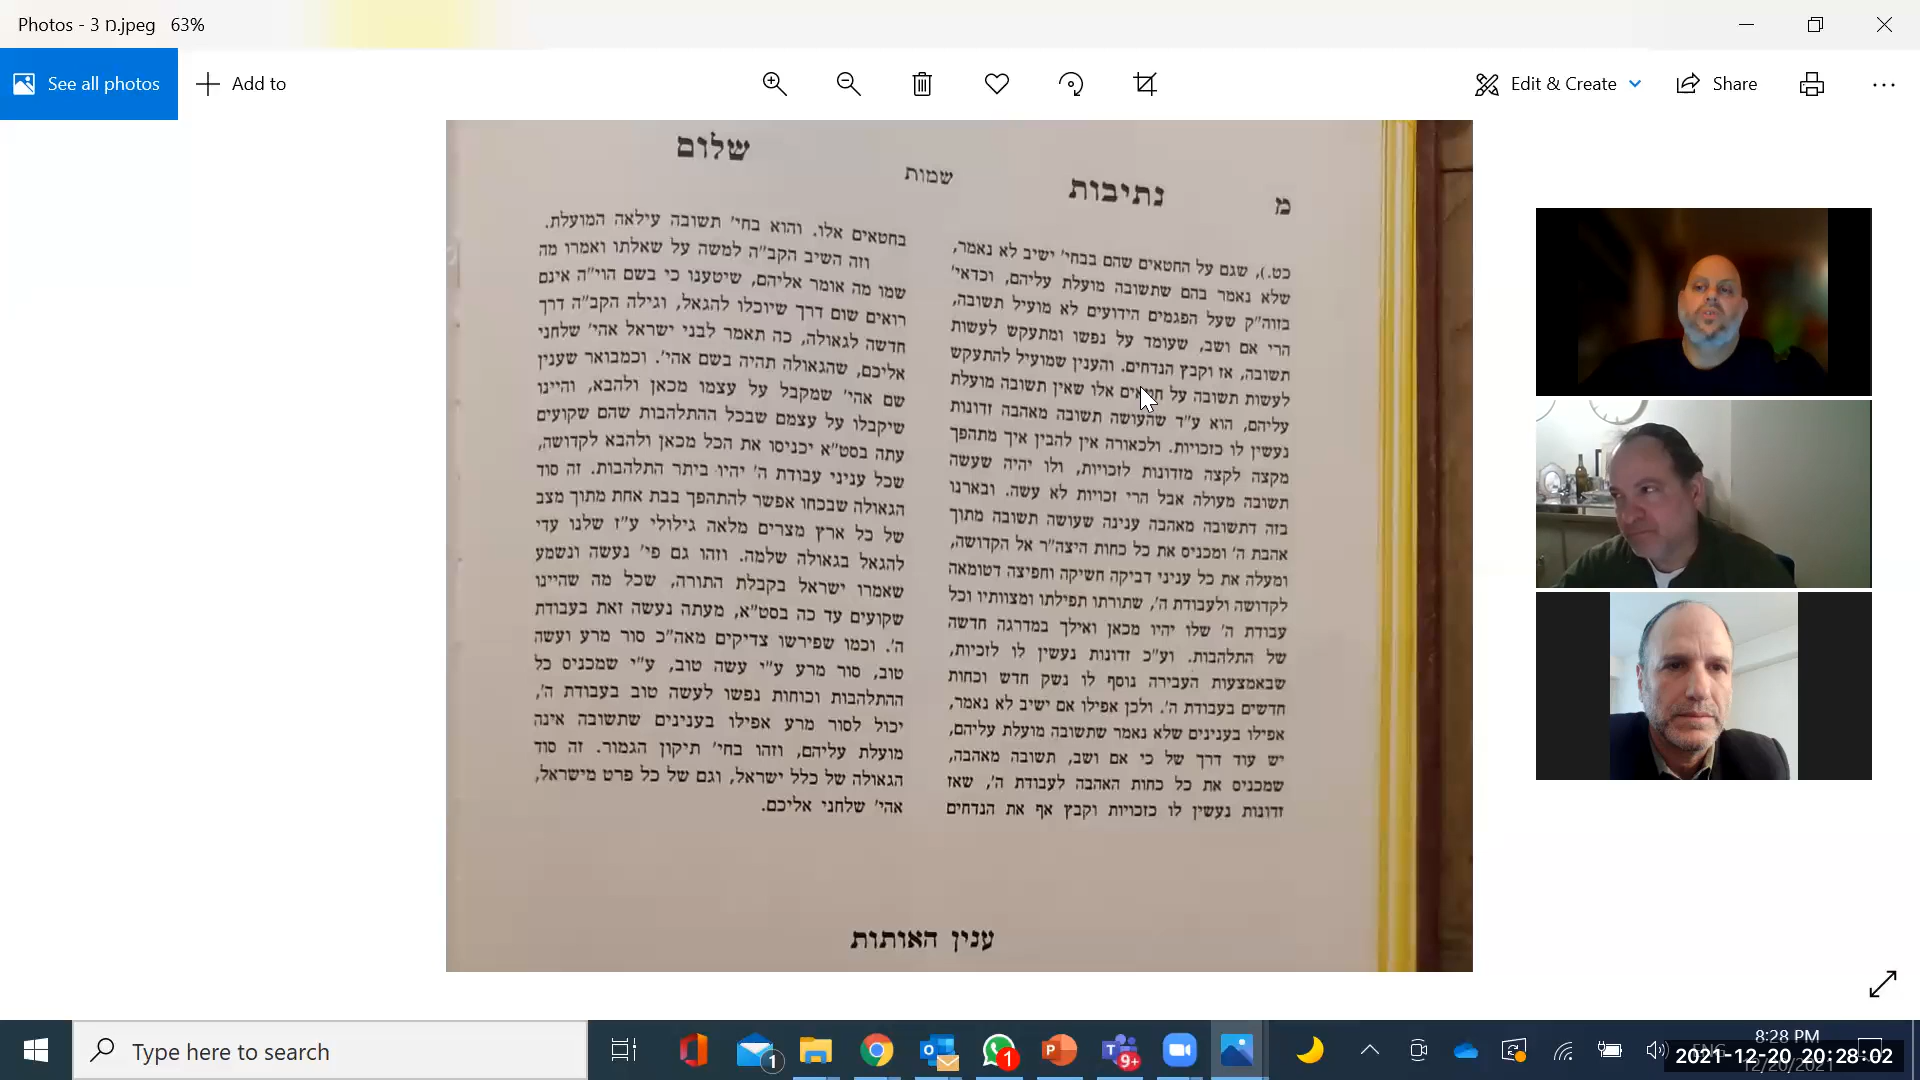 Photos - מ 3.jpeg 63%
See all photos
Add to
Edit & Create
Share
מ
נתיבות
שמות
שלום
כט.), שגם על החטאים שהם בבחי' ישיב לא נאמר,
שלא נאמר בהם שתשובה מועלת עליהם, וכדאי'
בזוה"ק שעל הפגמים הידועים לא מועיל תשובה,
הרי אם ושב, שעומד על נפשו ומתעקש לעשות
תשובה, אז וקבץ הנדחים. והענין שמועיל להתעקש
לעשות תשובה על חטאים אלו שאין תשובה מועלת
עליהם, הוא ע"ד שהעושה תשובה מאהבה זדונות
נעשין לו כזכויות. ולכאורה אין להבין איך מתהפך
מקצה לקצה מזדונות לזכויות, ולו יהיה שעשה
תשובה מעולה אבל הרי זכויות לא עשה. ובארנו
בזה דתשובה מאהבה ענינה שעושה תשובה מתוך
אהבת ה' ומכניס את כל כחות היצה"ר אל הקדושה,
ומעלה את כל עניני דביקה חשיקה וחפיצה דטומאה
לקדושה ולעבודת ה', שתורתו תפילתו ומצוותיו וכל
עבודת ה' שלו יהיו מכאן ואילך במדרגה חדשה
של התלהבות. וע"כ זדונות נעשין לו לזכיות,
שבאמצעות העבירה נוסף לו נשק חדש וכחות
חדשים בעבודת ה'. ולכן אפילו אם ישיב לא נאמר,
אפילו בענינים שלא נאמר שתשובה מועלת עליהם,
יש עוד דרך של כי אם ושב, תשובה מאהבה,
שמכניס את כל כחות האהבה לעבודת ה', שאז
זדונות נעשין לו כזכויות וקבץ אף את הנדחים
בחטאים אלו. והוא בחי' תשובה עילאה המועלת.
וזה השיב הקב"ה למשה על שאלתו ואמרו מה
שמו מה אומר אליהם, שיטענו כי בשם הוי"ה אינם
רואים שום דרך שיוכלו להגאל, וגילה הקב"ה דרך
חדשה לגאולה, כה תאמר לבני ישראל אהי' שלחני
אליכם, שהגאולה תהיה בשם אהי'. וכמבואר שענין
שם אהי' שמקבל על עצמו מכאן ולהבא, והיינו
שיקבלו על עצמם שבכל ההתלהבות שהם שקועים
עתה בסט"א יכניסו את הכל מכאן ולהבא לקדושה,
שכל עניני עבודת ה' יהיו ביתר התלהבות. זה סוד
הגאולה שבכחו אפשר להתהפך בבת אחת מתוך מצב
של כל ארץ מצרים מלאה גילולי ע"ז שלנו עדי
להגאל בגאולה שלמה. וזהו גם פי' נעשה ונשמע
שאמרו ישראל בקבלת התורה, שכל מה שהיינו
שקועים עד כה בסט"א, מעתה נעשה זאת בעבודת
ה'. וכמו שפירשו צדיקים מאה"כ סור מרע ועשה
טוב, סור מרע ע"י עשה טוב, ע"י שמכניס כל
ההתלהבות וכוחות נפשו לעשה טוב בעבודת ה',
יכול לסור מרע אפילו בענינים שתשובה אינה
מועלת עליהם, וזהו בחי' תיקון הגמור. זה סוד
הגאולה של כלל ישראל, וגם של כל פרט מישראל,
אהי' שלחני אליכם.
ענין האותות
Type here to search
1
1
9+
8:28 PM
2021-12-20 20:28:02
12/20/2021